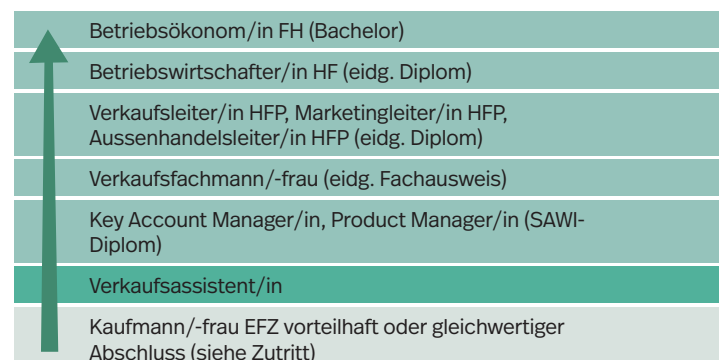 Betriebsökonom/in FH (Bachelor)
Betriebswirtschafter/in HF (eidg. Diplom)
Verkaufsleiter/in HFP, Marketingleiter/in HFP,
Aussenhandelsleiter/in HFP (eidg. Diplom)
Verkaufsfachmann/-frau (eidg. Fachausweis)
Key Account Manager/in, Product Manager/in (SAWI-
Diplom)
Verkaufsassistent/in
Kaufmann/-frau EFZ vorteilhaft oder gleichwertiger
Abschluss (siehe Zutritt)